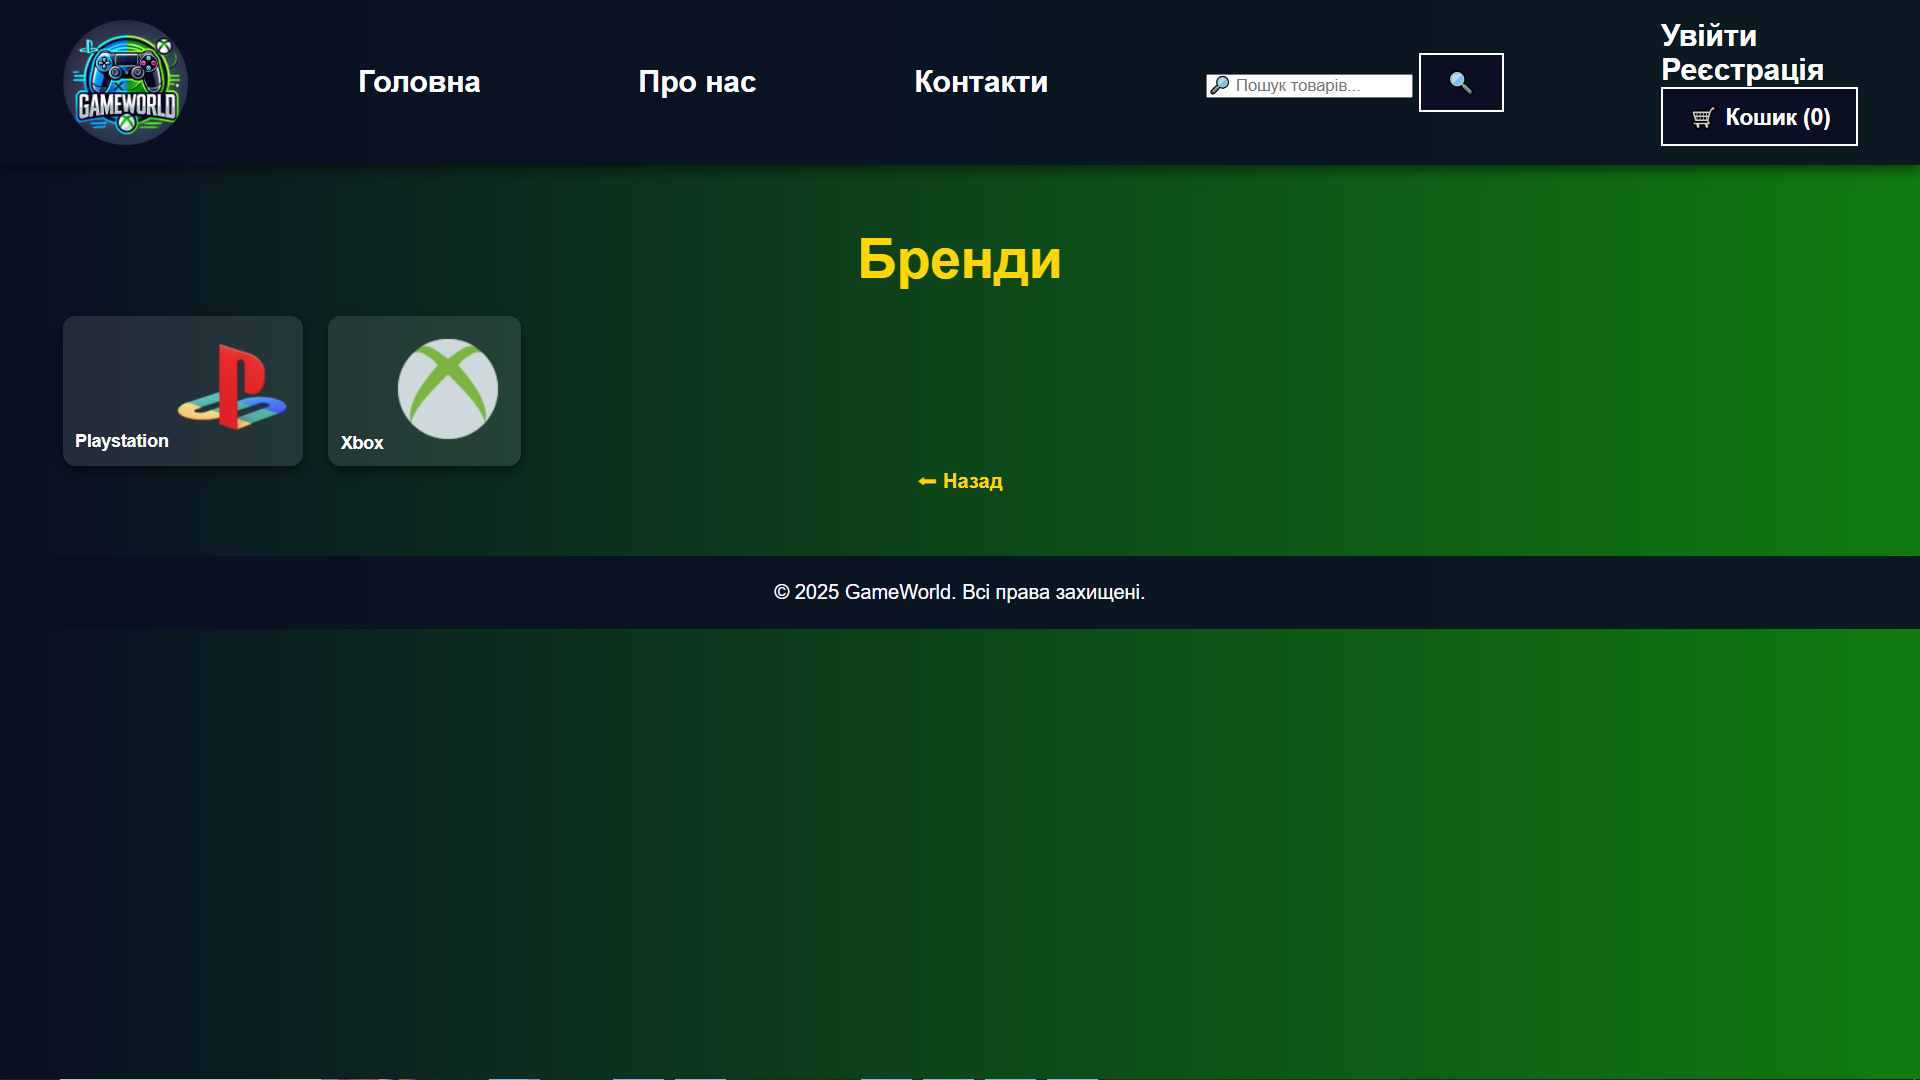 GAMEWORLD
Головна
Про нас
Контакти
Пошук товарів...
Увійти
Реєстрація
Кошик (0)
Бренди
Playstation
Xbox
← Назад
© 2025 GameWorld. Всі права захищені.